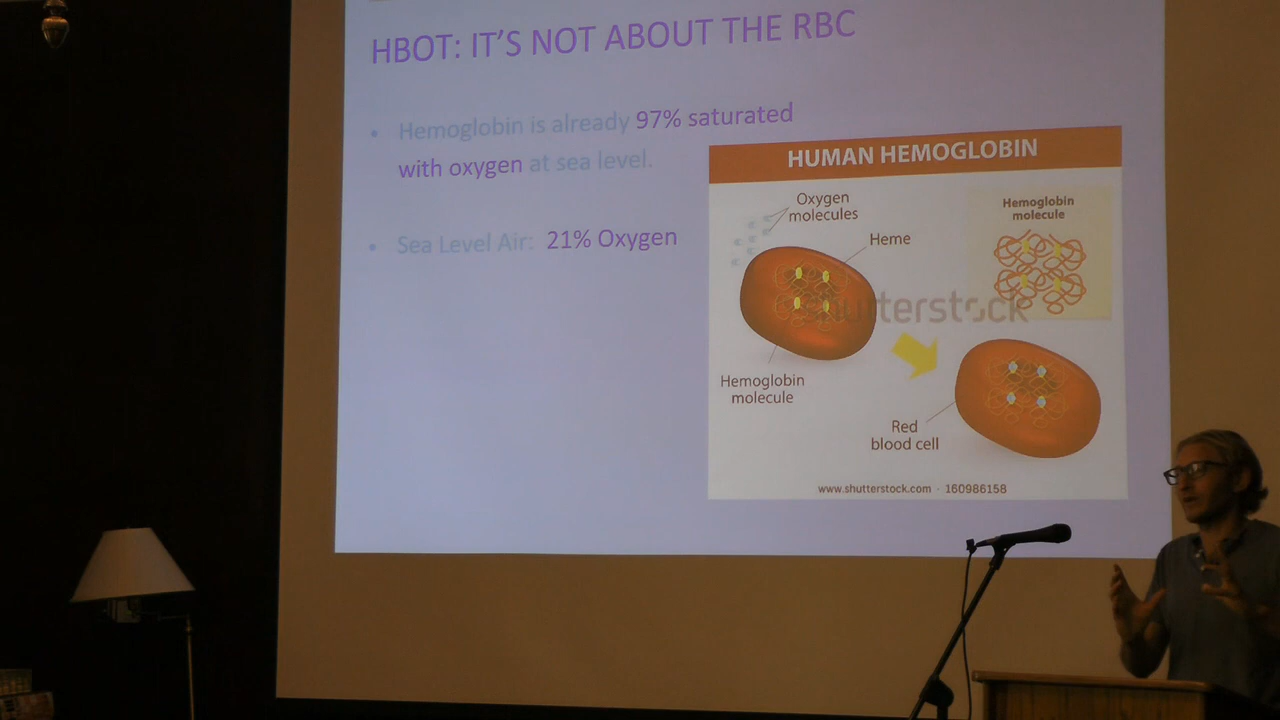 HBOT: IT'S NOT ABOUT THE RBC
• Hemoglobin is already 97% saturated
with oxygen at sea level.
• Sea Level Air: 21% Oxygen
HUMAN HEMOGLOBIN
Oxygen
molecules
Heme
Hemoglobin
molecule
shutterstock
Hemoglobin
molecule
Red
blood cell
www.shutterstock.com · 160986158